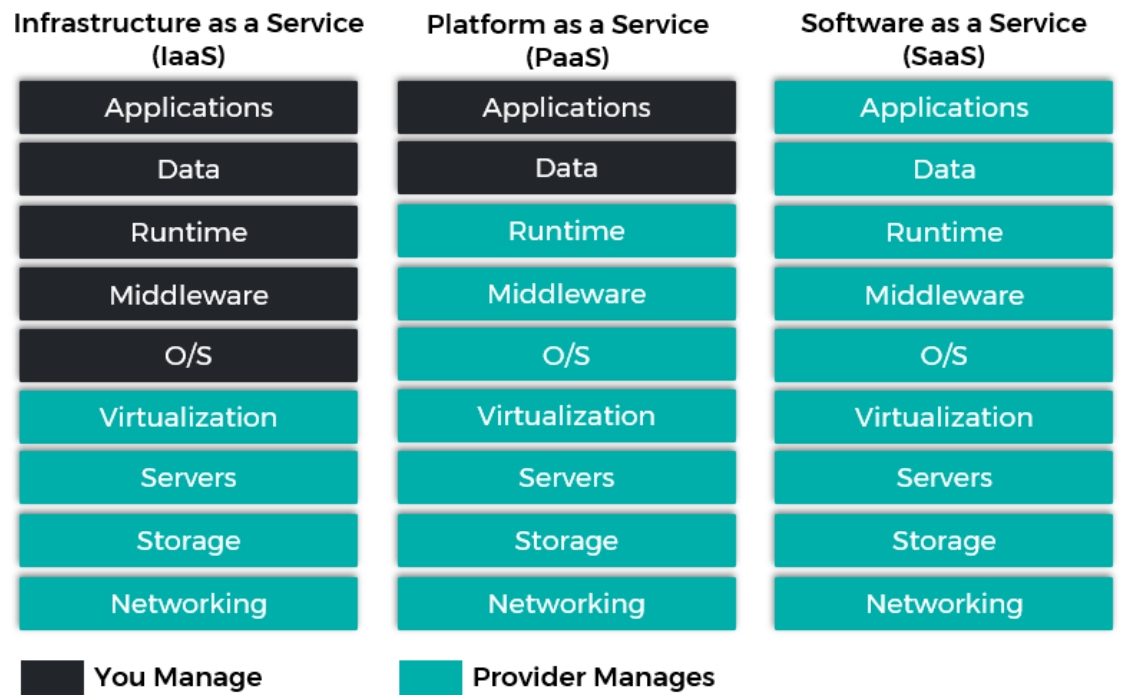 Infrastructure as a Service
(IaaS)
Applications
Data
Runtime
Middleware
O/S
Virtualization
Servers
Storage
Networking
Platform as a Service
(PaaS)
Applications
Data
Runtime
Middleware
O/S
Virtualization
Servers
Storage
Networking
Software as a Service
(SaaS)
Applications
Data
Runtime
Middleware
O/S
Virtualization
Servers
Storage
Networking
You Manage
Provider Manages